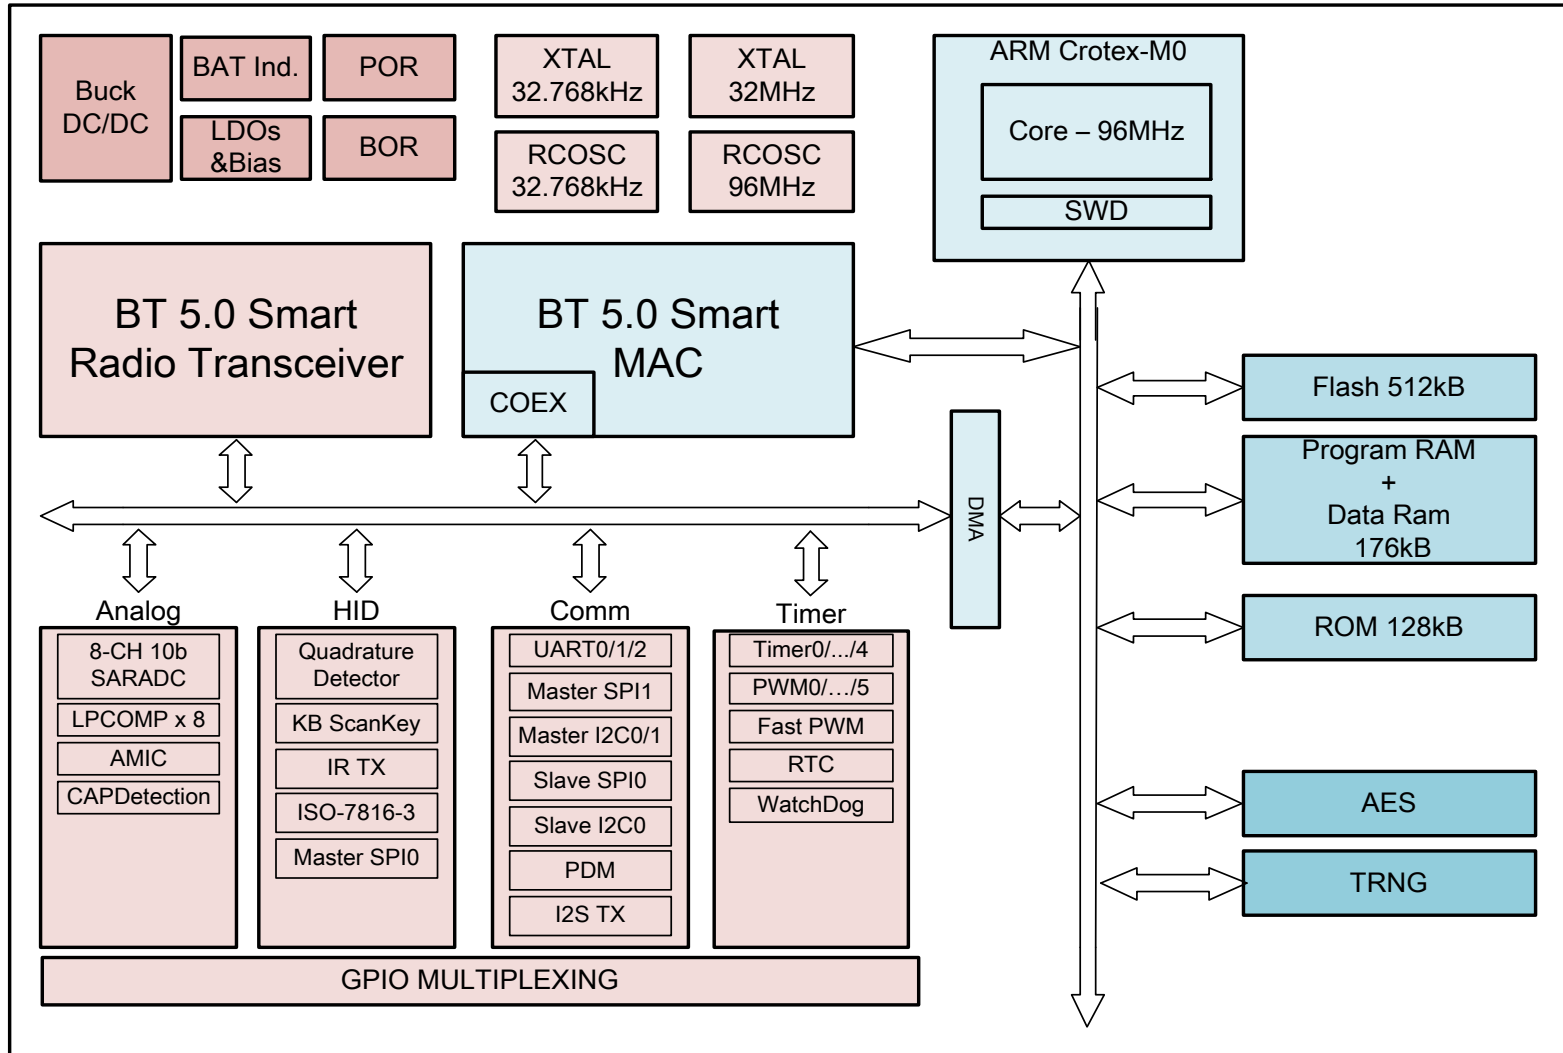 Buck
DC/DC
BAT Ind.
POR
LDOs
&Bias
BOR
XTAL
32.768kHz
XTAL
32MHz
RCOSC
32.768kHz
RCOSC
96MHz
ARM Crotex-M0
Core – 96MHz
SWD
BT 5.0 Smart
Radio Transceiver
BT 5.0 Smart
MAC
COEX
DMA
Flash 512kB
Program RAM
+
Data Ram
176kB
ROM 128kB
AES
TRNG
Analog
8-CH 10b
SARADC
LPCOMP x 8
AMIC
CAPDetection
HID
Quadrature
Detector
KB ScanKey
IR TX
ISO-7816-3
Master SPI0
Comm
UART0/1/2
Master SPI1
Master I2C0/1
Slave SPI0
Slave I2C0
PDM
I2S TX
Timer
Timer0/.../4
PWM0/…/5
Fast PWM
RTC
WatchDog
GPIO MULTIPLEXING